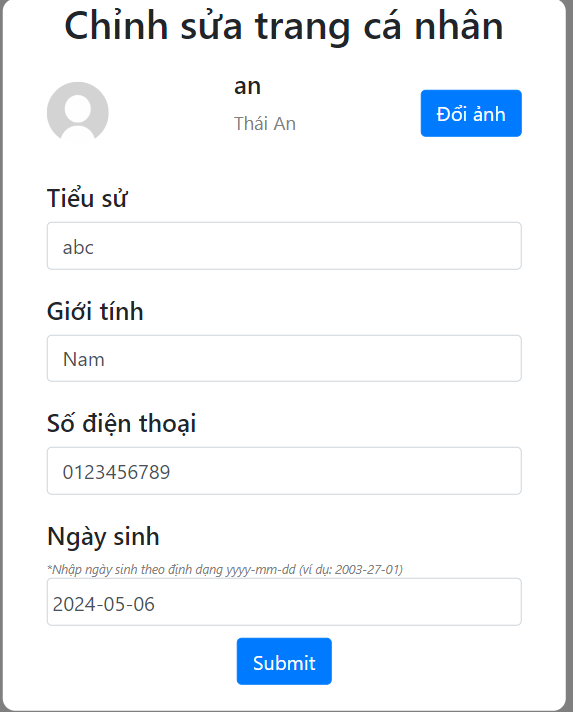 Chỉnh sửa trang cá nhân
an
Thái An
Đổi ảnh
Tiểu sử
abc
Giới tính
Nam
Số điện thoại
0123456789
Ngày sinh
*Nhập ngày sinh theo định dạng yyyy-mm-dd (ví dụ: 2003-27-01)
2024-05-06
Submit